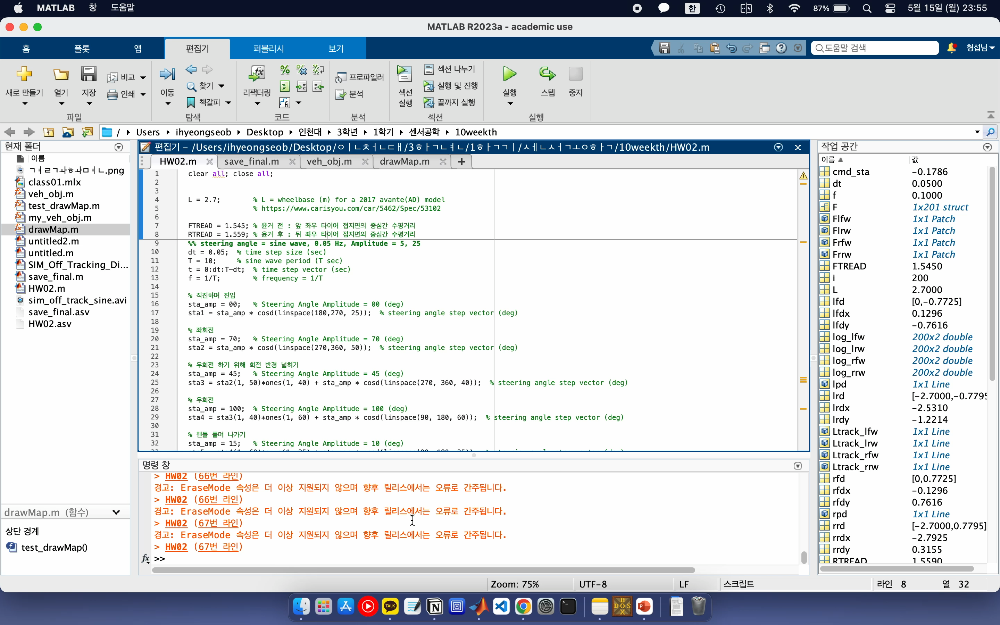 MATLAB 창 도움말 한 87% 5월 15일 (월) 23:55
MATLAB R2023a - academic use
홈 플롯 앱 편집기 퍼블리시 보기 도움말 검색 형섭님
새로 만들기 열기 저장 비교 인쇄 파일
이동 찾기 책갈피 탐색
리팩터링 코드
프로파일러 분석 분석
섹션 실행 섹션 나누기 실행 및 진행 끝까지 실행 섹션
실행 스텝 중지 실행
/ Users ihyeongseob Desktop 인천대 3학년 1학기 센서공학 10weekth
현재 폴더
이름
ㄱㅕㄹㄱㅘㅎㅘㅁㅕㄴ.png
class01.mlx
veh_obj.m
test_drawMap.m
my_veh_obj.m
drawMap.m
untitled2.m
untitled.m
SIM_Off_Tracking_Di...
save_final.m
HW02.m
sim_off_track_sine.avi
save_final.asv
HW02.asv
drawMap.m (함수)
상단 경계
test_drawMap()
편집기 - /Users/ihyeongseob/Desktop/ㅇㅣㄴㅊㅓㄴㄷㅐ/3ㅎㅏㄱㄴㅕㄴ/1ㅎㅏㄱㄱㅣ/ㅅㅔㄴㅅㅓㄱㅗㅇㅎㅏㄱ/10weekth/HW02.m
HW02.m save_final.m veh_obj.m drawMap.m +
1 clear all; close all;
2
3
4 L = 2.7; % L = wheelbase (m) for a 2017 avante(AD) model
5 % https://www.carisyou.com/car/5462/Spec/53102
6
7 FTREAD = 1.545; % 윤거 전 : 앞 좌우 타이어 접지면의 중심간 수평거리
8 RTREAD = 1.559; % 윤거 후 : 뒤 좌우 타이어 접지면의 중심간 수평거리
9 %% steering angle = sine wave, 0.05 Hz, Amplitude = 5, 25
10 dt = 0.05; % time step size (sec)
11 T = 10; % sine wave period (T sec)
12 t = 0:dt:T-dt; % time step vector (sec)
13 f = 1/T; % frequency = 1/T
14
15 % 직진하며 진입
16 sta_amp = 00; % Steering Angle Amplitude = 00 (deg)
17 sta1 = sta_amp * cosd(linspace(180,270, 25)); % steering angle step vector (deg)
18
19 % 좌회전
20 sta_amp = 70; % Steering Angle Amplitude = 70 (deg)
21 sta2 = sta_amp * cosd(linspace(270,360, 50)); % steering angle step vector (deg)
22
23 % 우회전 하기 위해 회전 반경 넓히기
24 sta_amp = 45; % Steering Angle Amplitude = 45 (deg)
25 sta3 = sta2(1, 50)*ones(1, 40) + sta_amp * cosd(linspace(270, 360, 40)); % steering angle step vector (deg)
26
27 % 우회전
28 sta_amp = 100; % Steering Angle Amplitude = 100 (deg)
29 sta4 = sta3(1, 40)*ones(1, 60) + sta_amp * cosd(linspace(90, 180, 60)); % steering angle step vector (deg)
30
31 % 핸들 풀며 나가기
32 sta_amp = 15; % Steering Angle Amplitude = 10 (deg)
명령 창
> HW02 (66번 라인)
경고: EraseMode 속성은 더 이상 지원되지 않으며 향후 릴리스에서는 오류로 간주됩니다.
> HW02 (66번 라인)
경고: EraseMode 속성은 더 이상 지원되지 않으며 향후 릴리스에서는 오류로 간주됩니다.
> HW02 (67번 라인)
경고: EraseMode 속성은 더 이상 지원되지 않으며 향후 릴리스에서는 오류로 간주됩니다.
> HW02 (67번 라인)
fx >>
작업 공간
이름 값
cmd_sta -0.1786
dt 0.0500
f 0.1000
F 1x201 struct
Flfw 1x1 Patch
Flrw 1x1 Patch
Frfw 1x1 Patch
Frrw 1x1 Patch
FTREAD 1.5450
i 200
L 2.7000
lfd [0,-0.7725]
lfdx 0.1296
lfdy -0.7616
log_lfw 200x2 double
log_lrw 200x2 double
log_rfw 200x2 double
log_rrw 200x2 double
lpd 1x1 Line
lrd [-2.7000,-0.7795
lrdx -2.5310
lrdy -1.2214
Ltrack_lfw 1x1 Line
Ltrack_lrw 1x1 Line
Ltrack_rfw 1x1 Line
Ltrack_rrw 1x1 Line
rfd [0,0.7725]
rfdx -0.1296
rfdy 0.7616
rpd 1x1 Line
rrd [-2.7000,0.7795]
rrdx -2.7925
rrdy 0.3155
RTREAD 1.5590
Zoom: 75% UTF-8 LF 스크립트 라인 8 열 32
TALK
BOX DOS